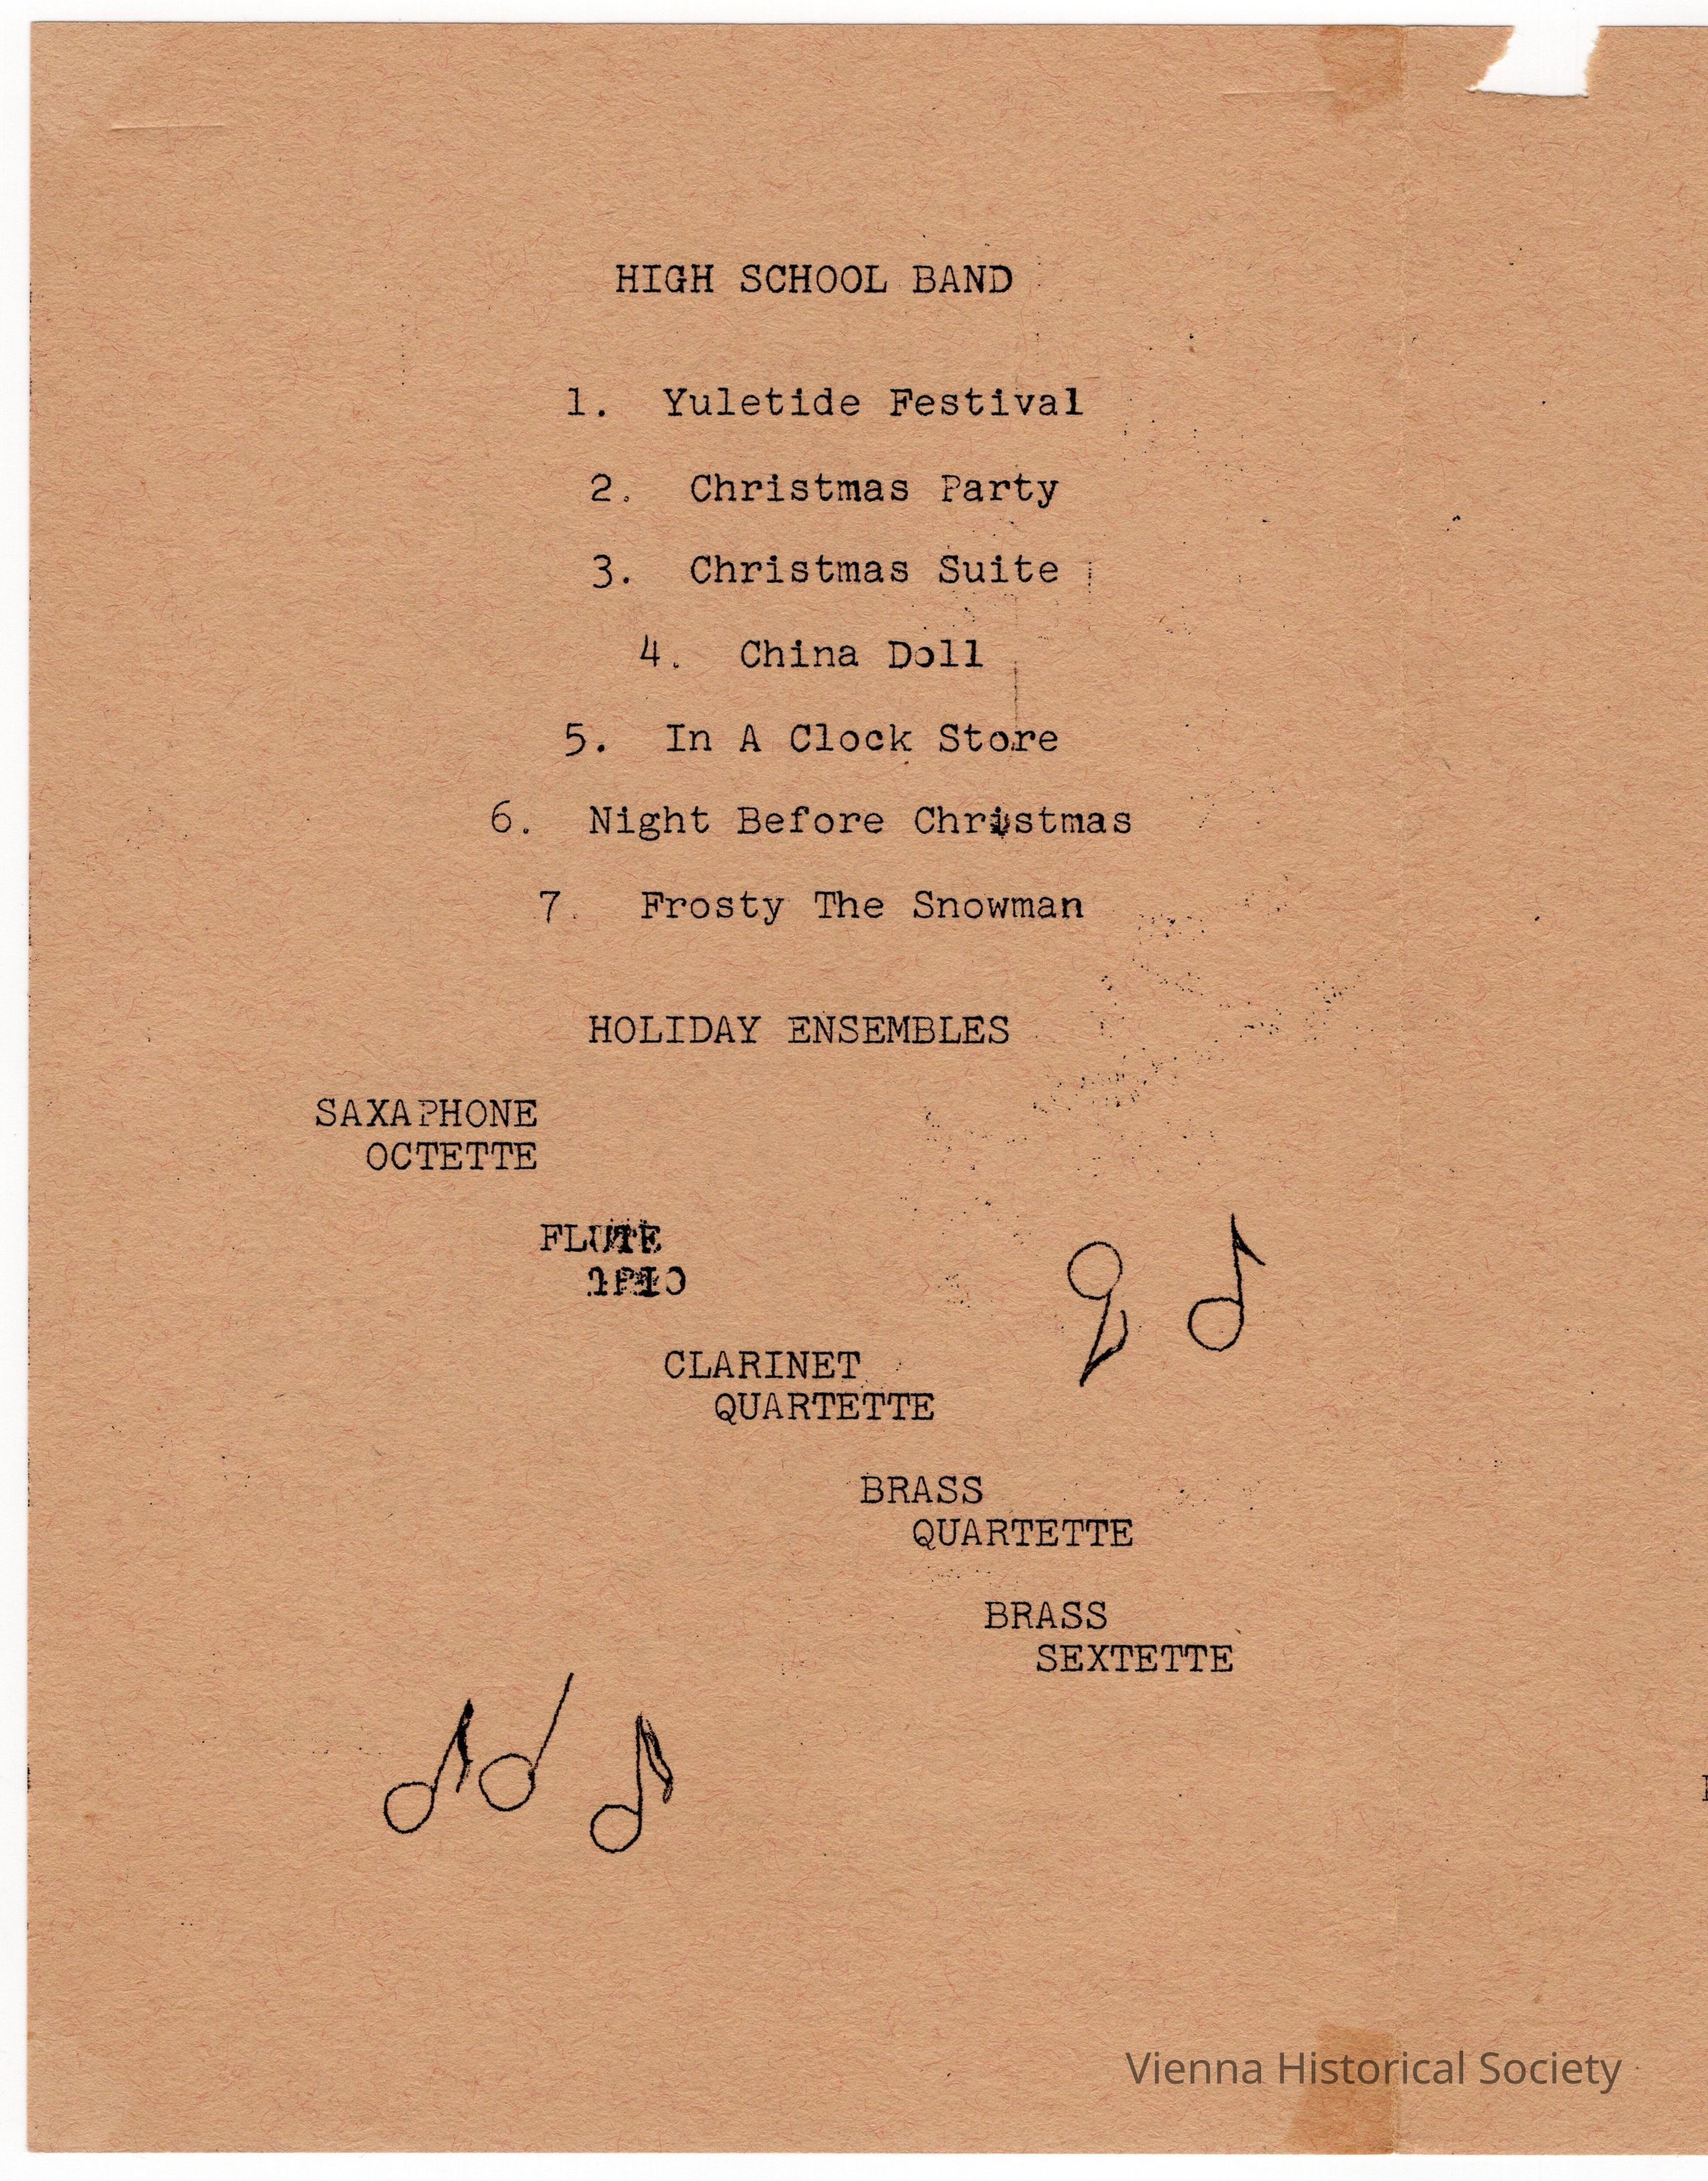 HIGH SCHOOL BAND
1. Yuletide Festival
2. Christmas Party
3. Christmas Suite
4. China Doll
5. In A Clock Store
6. Night Before Christmas
7. Frosty The Snowman
HOLIDAY ENSEMBLES
SAXAPHONE
OCTETTE
FLUTE
CLARINET
QUARTETTE
BRASS
QUARTETTE
BRASS
SEXTETTE
Vienna Historical Society